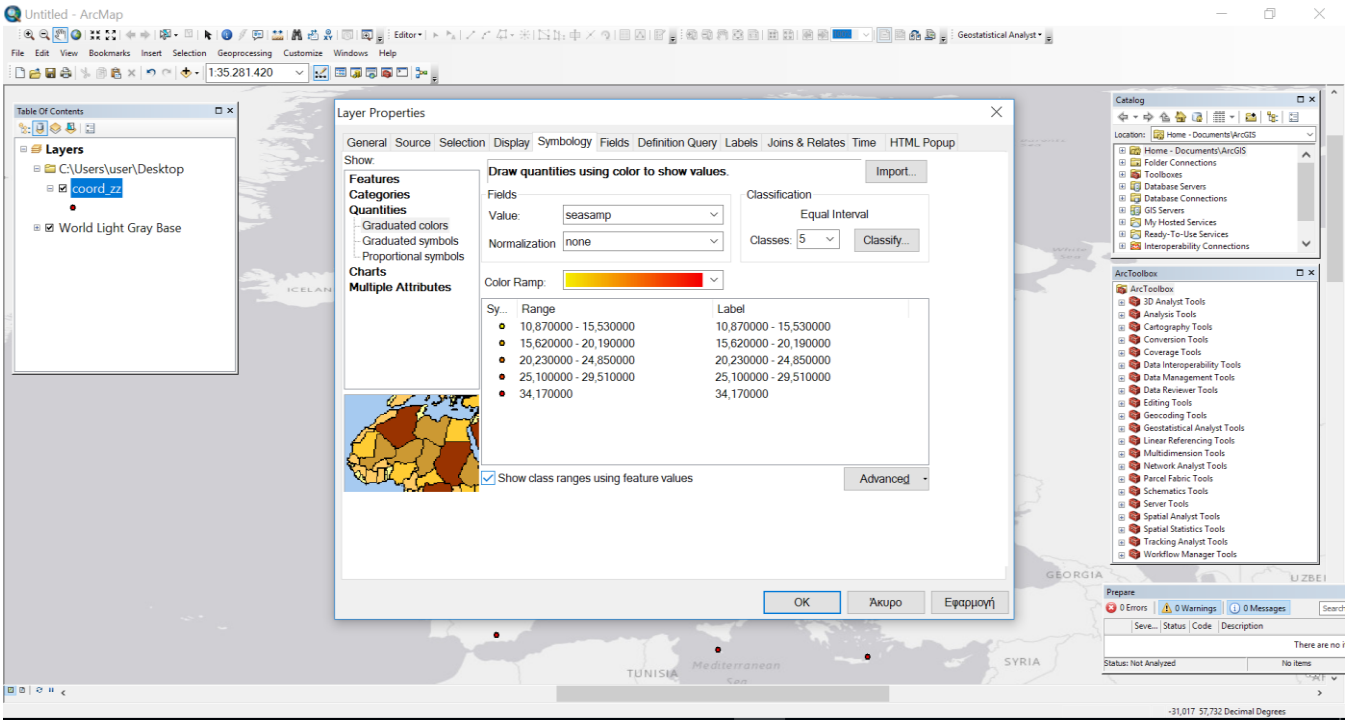 Untitled - ArcMap
Editor
Geostatistical Analyst
File Edit View Bookmarks Insert Selection Geoprocessing Customize Windows Help
1:35.281.420
Table Of Contents
Layers
C:\Users\user\Desktop
coord_zz
World Light Gray Base
Layer Properties
General Source Selection Display Symbology Fields Definition Query Labels Joins & Relates Time HTML Popup
Show:
Features
Categories
Quantities
Graduated colors
Graduated symbols
Proportional symbols
Charts
Multiple Attributes
Draw quantities using color to show values.
Import...
Fields
Value: seasamp
Normalization none
Classification
Equal Interval
Classes: 5 Classify...
Color Ramp:
Sy... Range Label
10,870000 - 15,530000 10,870000 - 15,530000
15,620000 - 20,190000 15,620000 - 20,190000
20,230000 - 24,850000 20,230000 - 24,850000
25,100000 - 29,510000 25,100000 - 29,510000
34,170000 34,170000
Show class ranges using feature values
Advanced
OK Άκυρο Εφαρμογή
Catalog
Location: Home - Documents\ArcGIS
Home - Documents\ArcGIS
Folder Connections
Toolboxes
Database Servers
Database Connections
GIS Servers
My Hosted Services
Ready-To-Use Services
Interoperability Connections
ArcToolbox
ArcToolbox
3D Analyst Tools
Analysis Tools
Cartography Tools
Conversion Tools
Coverage Tools
Data Interoperability Tools
Data Management Tools
Data Reviewer Tools
Editing Tools
Geocoding Tools
Geostatistical Analyst Tools
Linear Referencing Tools
Multidimension Tools
Network Analyst Tools
Parcel Fabric Tools
Schematics Tools
Server Tools
Spatial Analyst Tools
Spatial Statistics Tools
Tracking Analyst Tools
Workflow Manager Tools
Prepare
0 Errors 0 Warnings 0 Messages Search
Seve... Status Code Description
There are no i
Status: Not Analyzed No items
ICELAN
White Sea
GEORGIA
UZBEI
SYRIA
TUNISIA
Mediterranean Sea
-31,017 57,732 Decimal Degrees